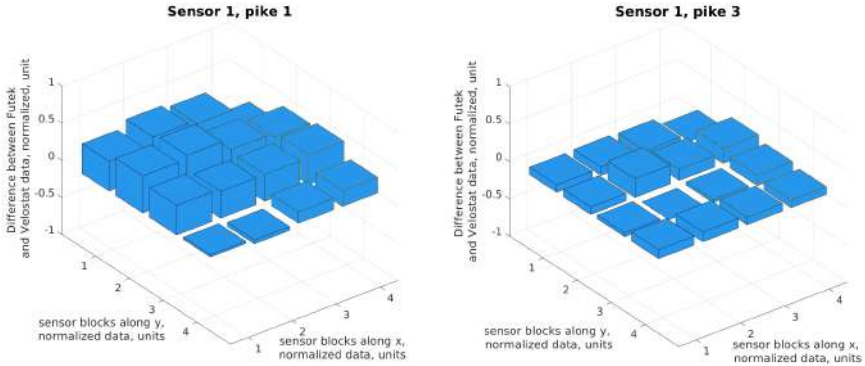 Sensor 1, pike 1
Difference between Futek
and Velostat data, normalized, unit
1
0.5
0
-0.5
-1
1
2
3
4
sensor blocks along y,
normalized data, units
1
2
3
4
sensor blocks along x,
normalized data, units
Sensor 1, pike 3
Difference between Futek
and Velostat data, normalized, unit
1
0.5
0
-0.5
-1
1
2
3
4
sensor blocks along y,
normalized data, units
1
2
3
4
sensor blocks along x,
normalized data, units